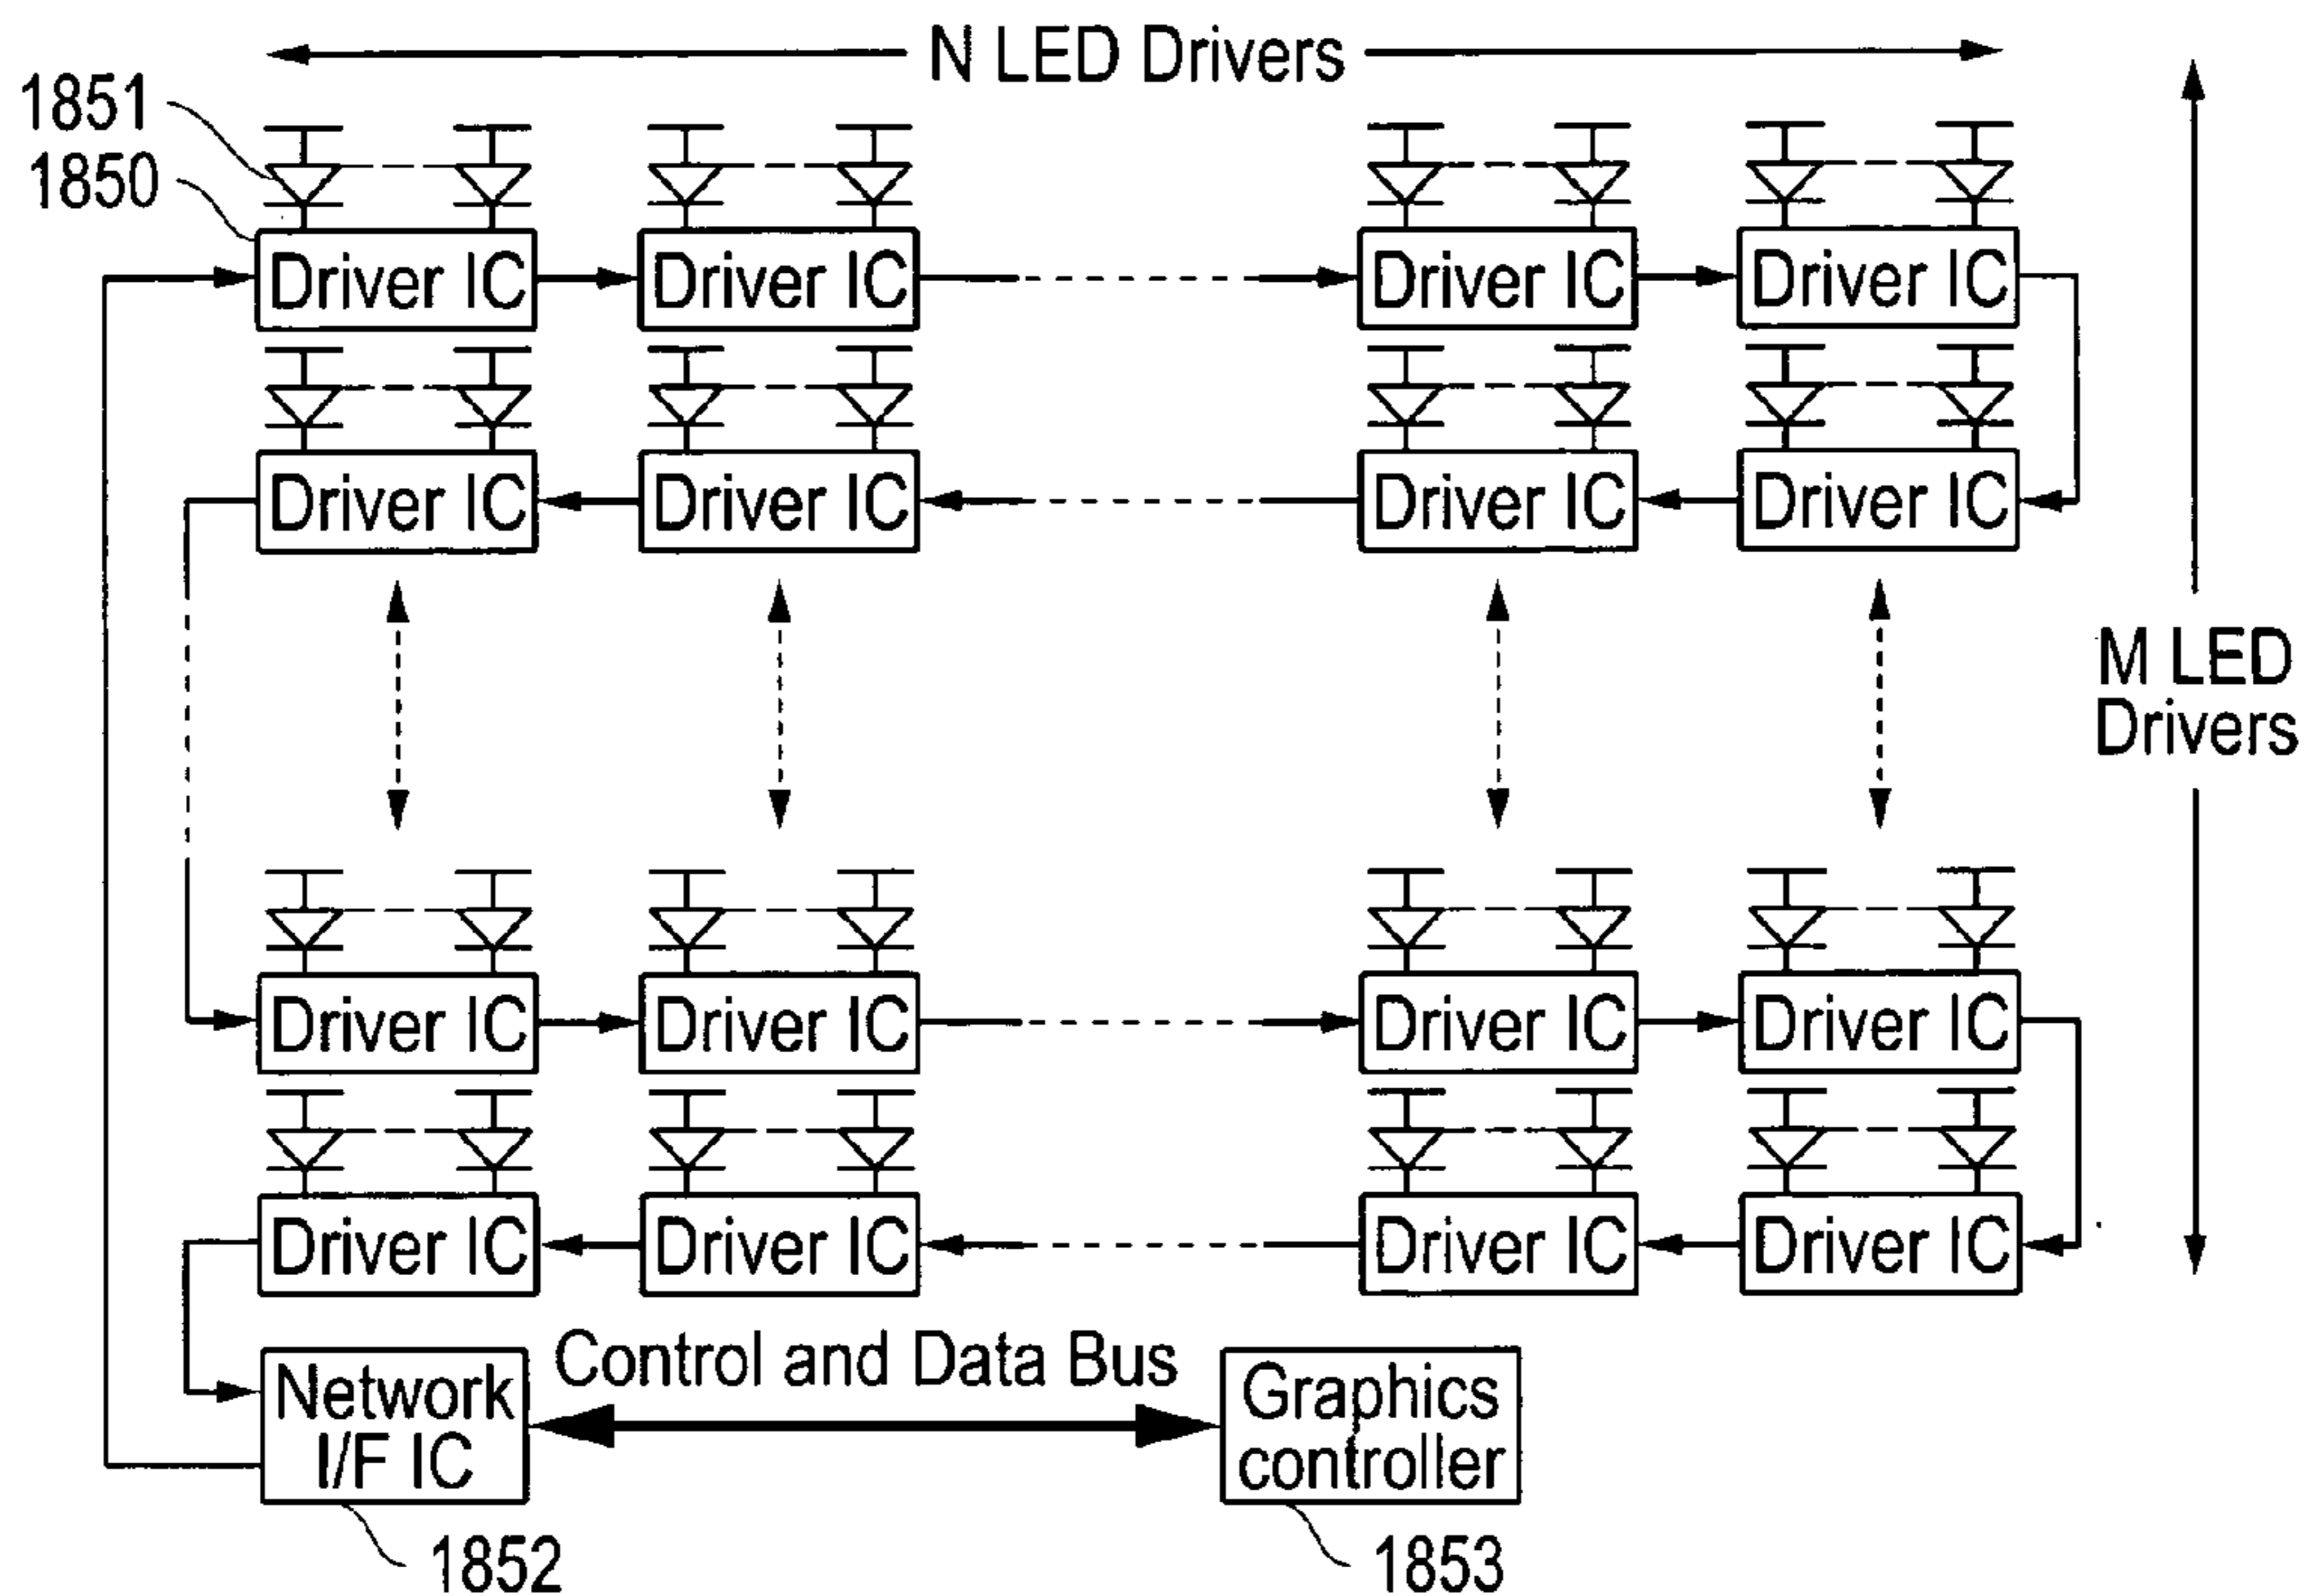 N LED Drivers
1851
1850
Driver IC Driver IC Driver IC Driver IC
Driver IC Driver IC Driver IC Driver IC
M LED
Drivers
Driver IC Driver IC Driver IC Driver IC
Driver IC Driver IC Driver IC Driver IC
Control and Data Bus
Network
I/F IC
Graphics
controller
1852
1853